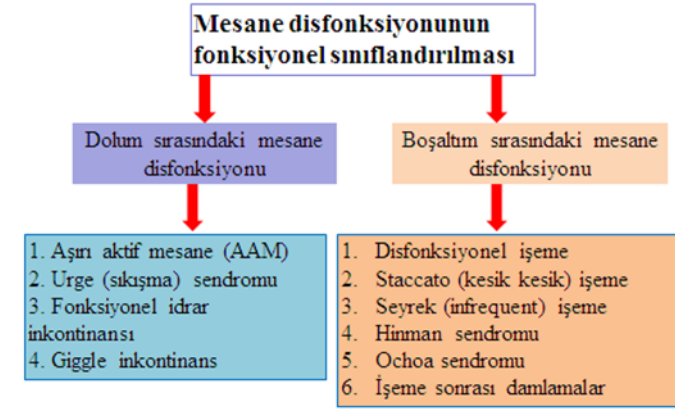 Mesane disfonksiyonunun
fonksiyonel sınıflandırılması
Dolum sırasındaki mesane
disfonksiyonu
Boşaltım sırasındaki mesane
disfonksiyonu
1. Aşırı aktif mesane (AAM)
2. Urge (sıkışma) sendromu
3. Fonksiyonel idrar
inkontinansı
4. Giggle inkontinans
1. Disfonksiyonel işeme
2. Staccato (kesik kesik) işeme
3. Seyrek (infrequent) işeme
4. Hinman sendromu
5. Ochoa sendromu
6. İşeme sonrası damlamalar